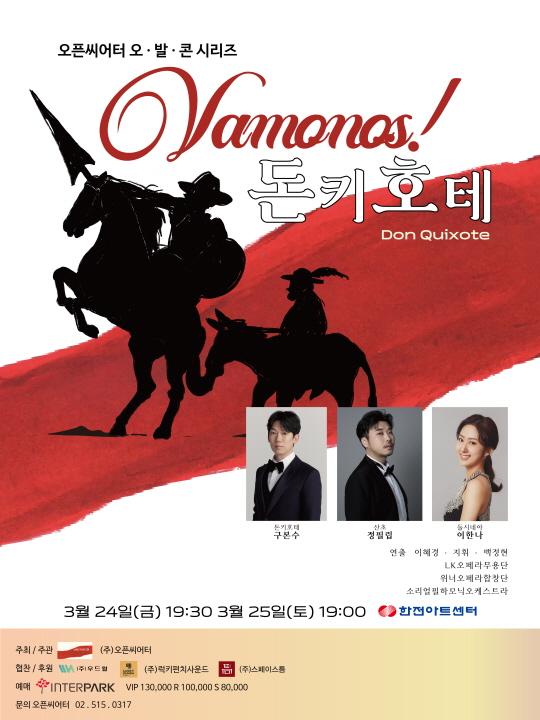 오픈씨어터 오 · 발 · 콘 시리즈
Vamonos!
돈키호테
Don Quixote
돈키호테
구본수
산초
정필립
둘시네아
이한나
연출 이혜경 · 지휘 · 백정현
LK오페라무용단
위너오페라합창단
소리얼필하모닉오케스트라
3월 24일(금) 19:30 3월 25일(토) 19:00 한전아트센터
주최 / 주관 (주)오픈씨어터
협찬 / 후원 (주)우드월 (주)럭키펀치사운드 (주)스페이스톰
예매 INTERPARK VIP 130,000 R 100,000 S 80,000
문의 오픈씨어터 02 . 515 . 0317